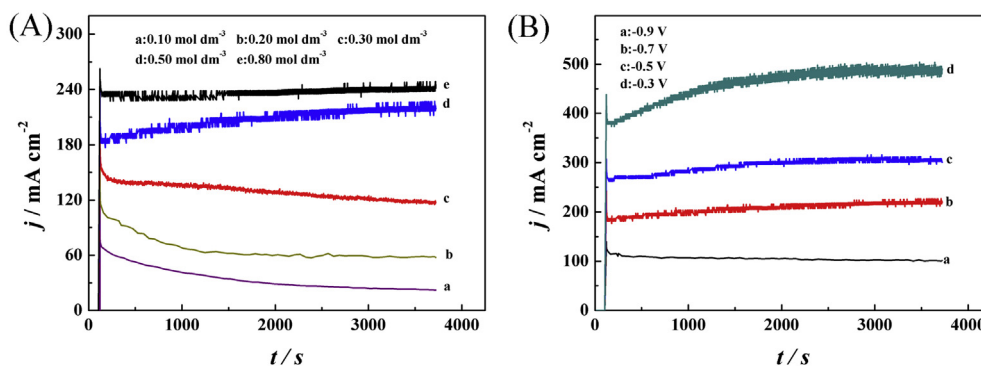 (A)
a:0.10 mol dm-3 b:0.20 mol dm-3 c:0.30 mol dm-3
d:0.50 mol dm-3 e:0.80 mol dm-3
300
240
180
120
60
0
j / mA cm-2
e
d
c
b
a
0 1000 2000 3000 4000
t / s
(B)
a:-0.9 V
b:-0.7 V
c:-0.5 V
d:-0.3 V
500
400
300
200
100
0
j / mA cm-2
d
c
b
a
0 1000 2000 3000 4000
t / s